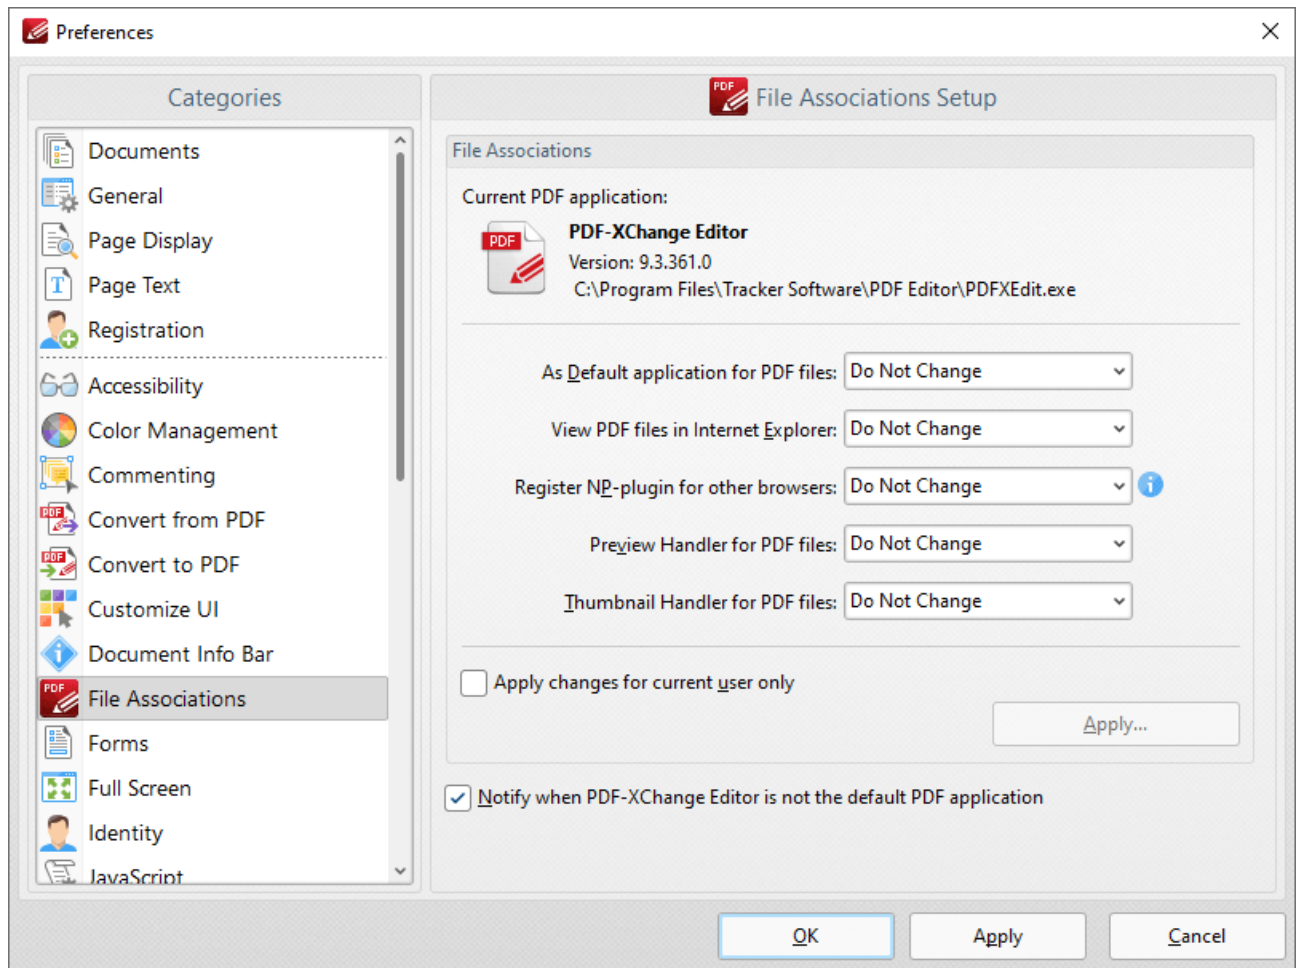 Preferences
Categories
Documents
General
Page Display
Page Text
Registration
Accessibility
Color Management
Commenting
Convert from PDF
Convert to PDF
Customize UI
Document Info Bar
File Associations
Forms
Full Screen
Identity
JavaScript
File Associations Setup
File Associations
Current PDF application:
PDF-XChange Editor
Version: 9.3.361.0
C:\Program Files\Tracker Software\PDF Editor\PDFXEdit.exe
As Default application for PDF files: Do Not Change
View PDF files in Internet Explorer: Do Not Change
Register NP-plugin for other browsers: Do Not Change
Preview Handler for PDF files: Do Not Change
Thumbnail Handler for PDF files: Do Not Change
Apply changes for current user only
Apply...
Notify when PDF-XChange Editor is not the default PDF application
OK Apply Cancel